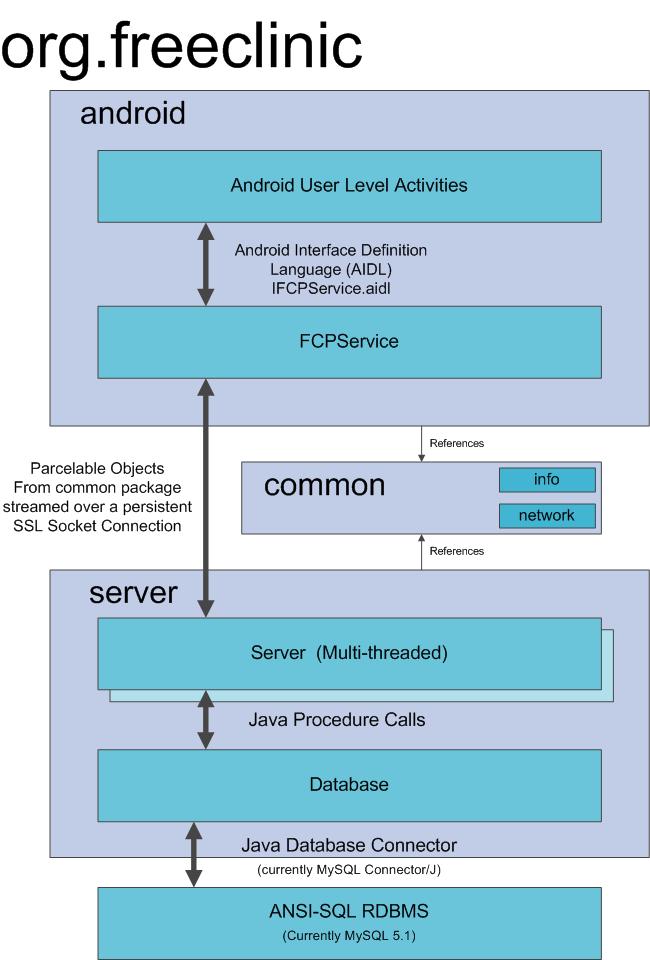 org.freeclinic
android
Android User Level Activities
Android Interface Definition
Language (AIDL)
IFCPService.aidl
FCPService
References
Parcelable Objects
From common package
streamed over a persistent
SSL Socket Connection
common
info
network
References
server
Server (Multi-threaded)
Java Procedure Calls
Database
Java Database Connector
(currently MySQL Connector/J)
ANSI-SQL RDBMS
(Currently MySQL 5.1)